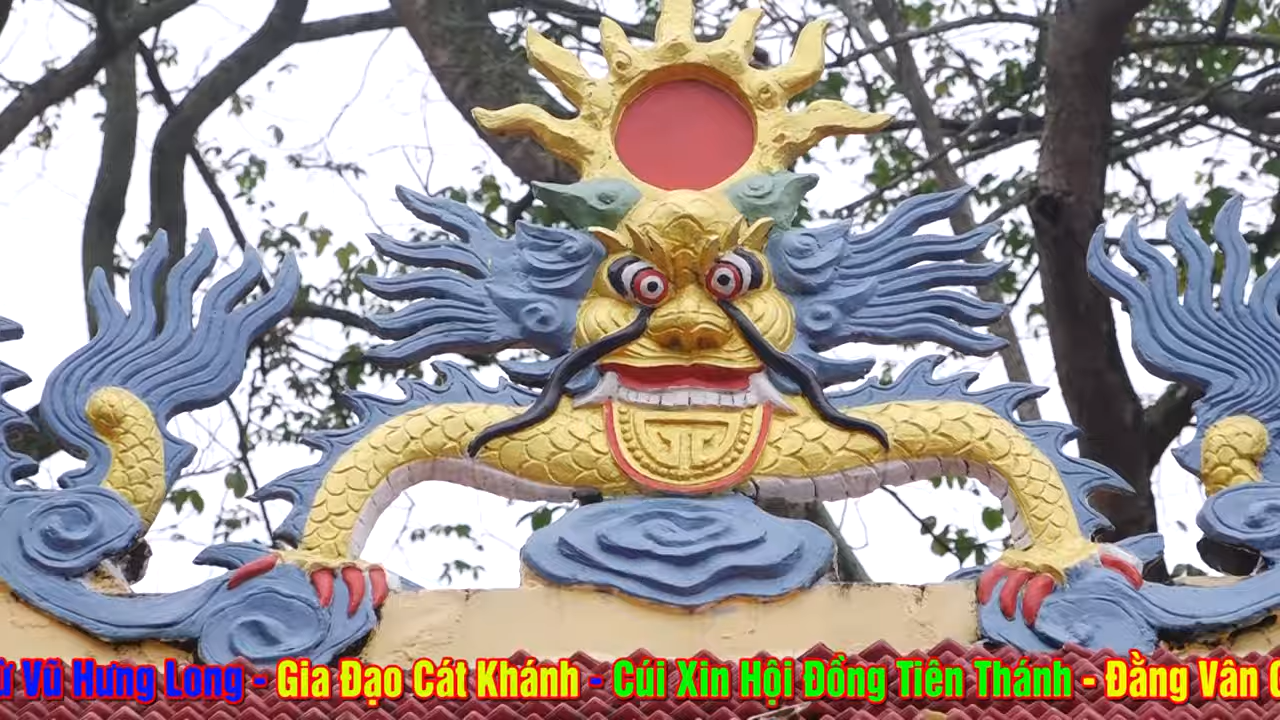 Vũ Hưng Long - Gia Đạo Cát Khánh - Cúi Xin Hội Đồng Tiên Thánh - Đằng Vân